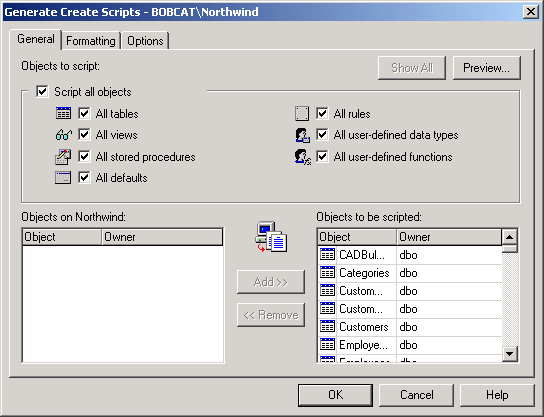 Generate Create Scripts - BOBCAT\Northwind
General Formatting Options
Objects to script:
Show All Preview...
Script all objects
All tables All rules
All views All user-defined data types
All stored procedures All user-defined functions
All defaults
Objects on Northwind: Objects to be scripted:
Object Owner Object Owner
CADBul... dbo
Categories dbo
Custom... dbo
Custom... dbo
Customers dbo
Employe... dbo
Add >>
<< Remove
OK Cancel Help